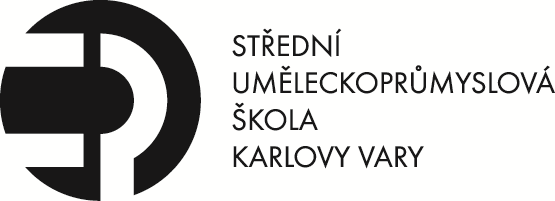 STŘEDNÍ
UMĚLECKOPRŮMYSLOVÁ
ŠKOLA
KARLOVY VARY